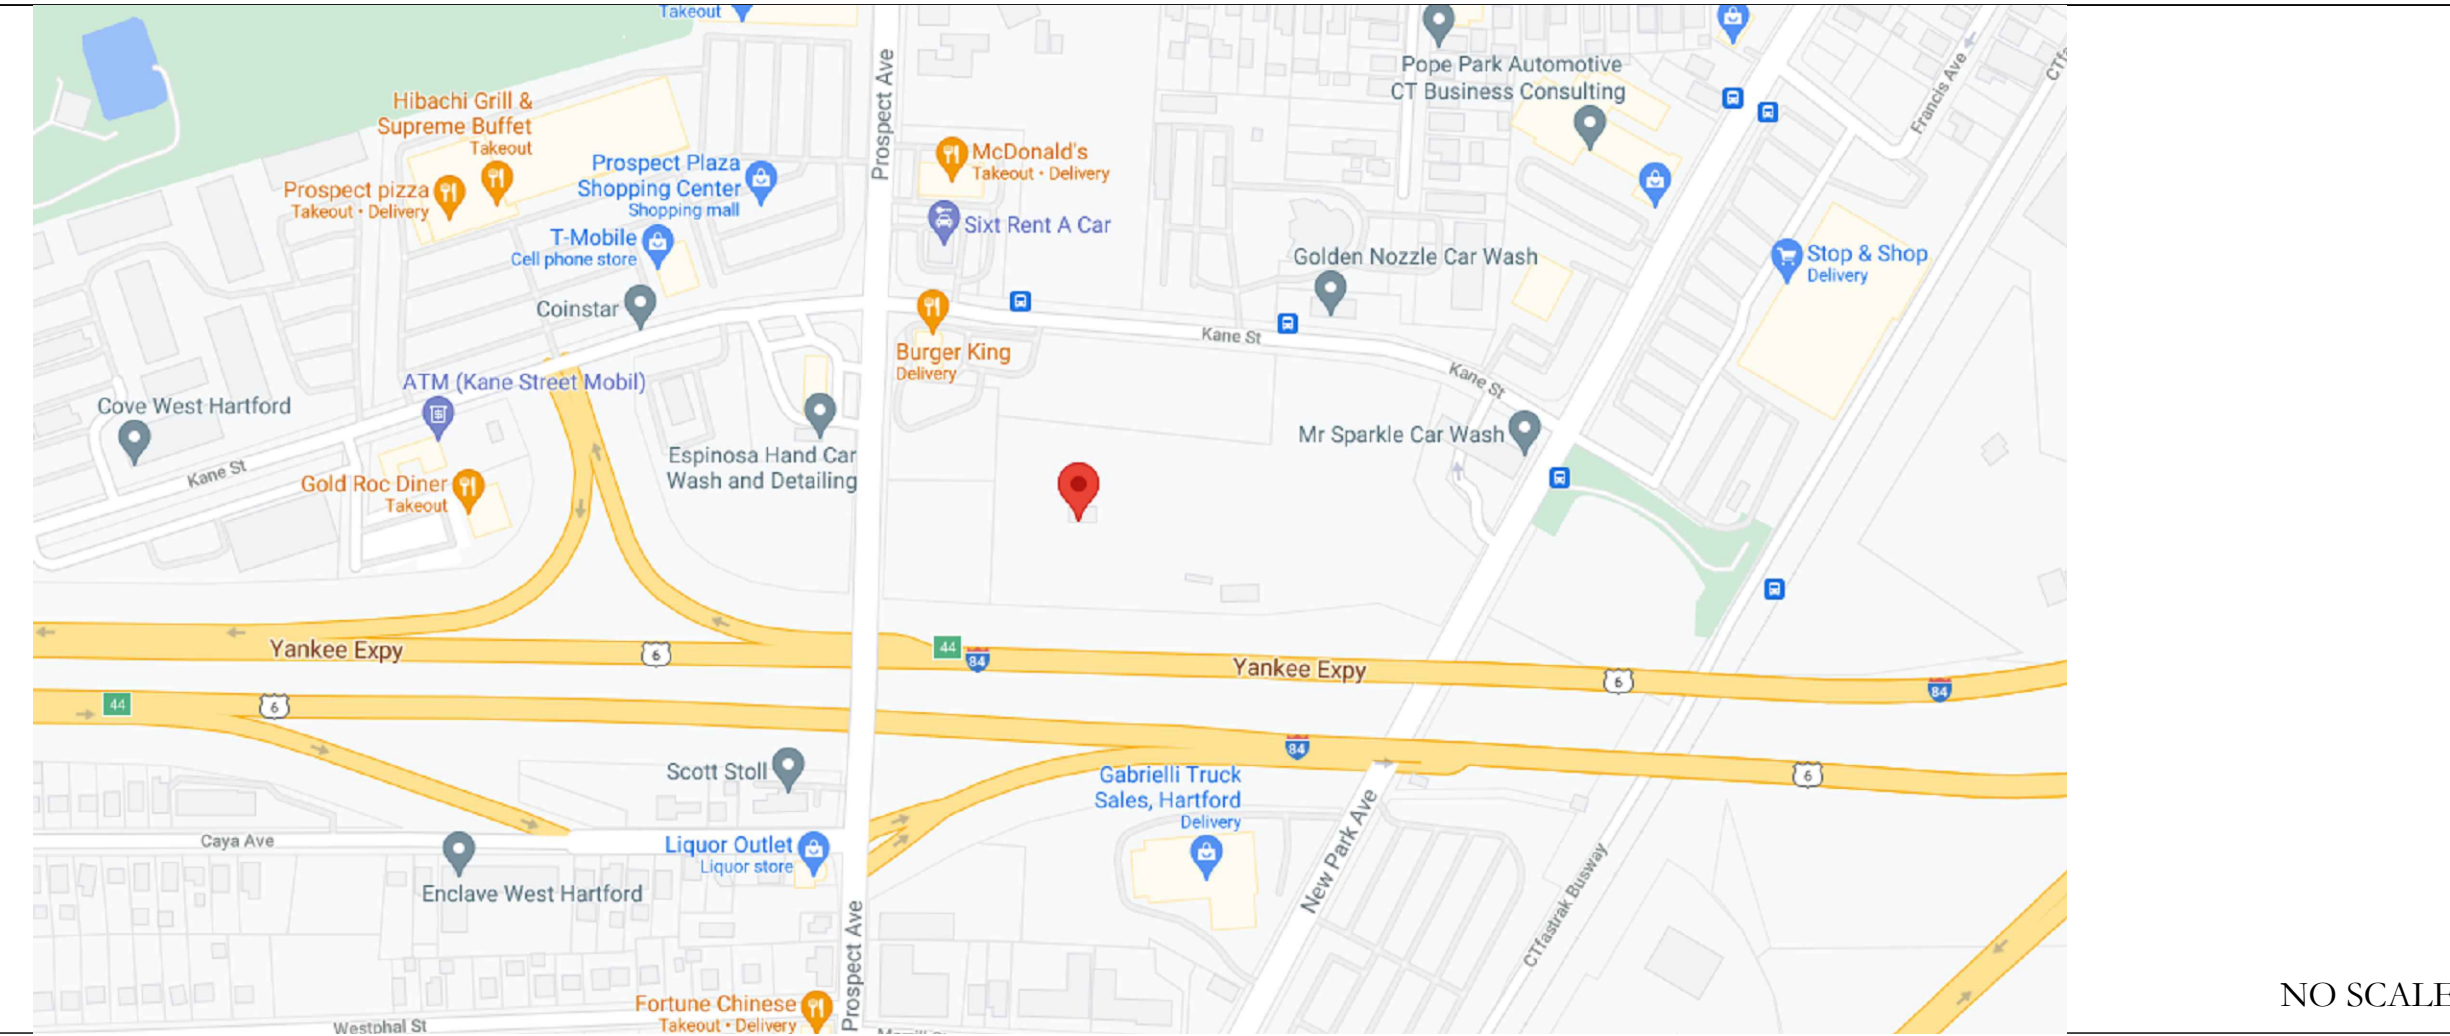 Takeout
Prospect Ave
Pope Park Automotive
CT Business Consulting
Francis Ave
Hibachi Grill &
Supreme Buffet
Takeout
Prospect Plaza
Shopping Center
Shopping mall
McDonald's
Takeout • Delivery
Prospect pizza
Takeout • Delivery
Sixt Rent A Car
T-Mobile
Cell phone store
Golden Nozzle Car Wash
Stop & Shop
Delivery
Coinstar
Kane St
Burger King
Delivery
Kane St
ATM (Kane Street Mobil)
Cove West Hartford
Mr Sparkle Car Wash
Espinosa Hand Car
Wash and Detailing
Kane St
Gold Roc Diner
Takeout
Yankee Expy
6
44
84
Yankee Expy
6
84
44
6
84
6
Scott Stoll
Gabrielli Truck
Sales, Hartford
Delivery
New Park Ave
Caya Ave
Liquor Outlet
Liquor store
Enclave West Hartford
CTfastrak Busway
Prospect Ave
Fortune Chinese
Takeout • Delivery
Westphal St
NO SCALE